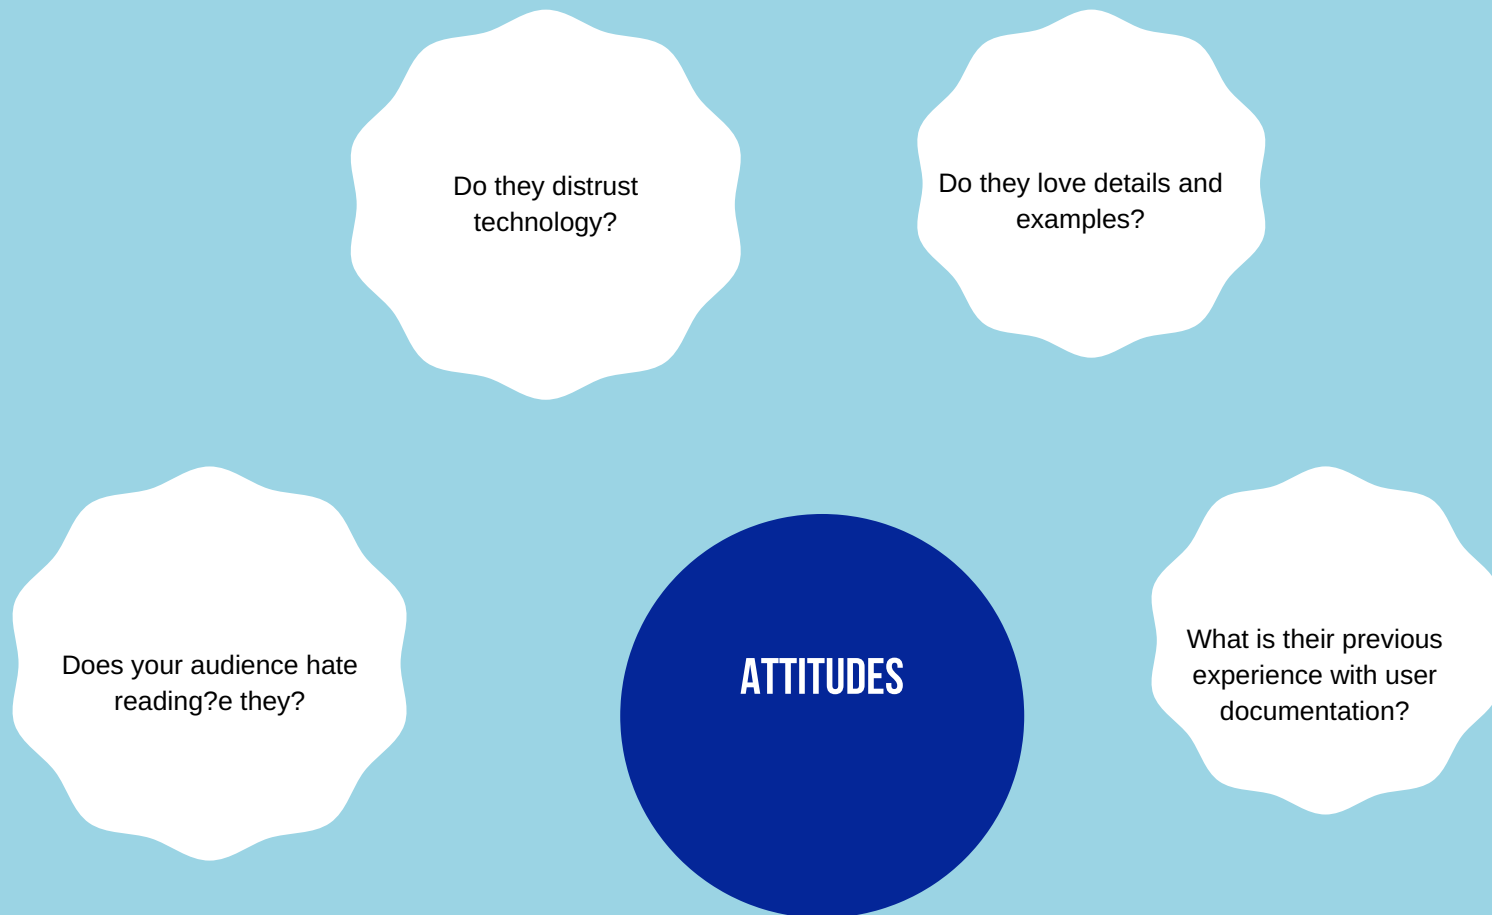 Do they distrust
technology?
Do they love details and
examples?
Does your audience hate
reading?e they?
ATTITUDES
What is their previous
experience with user
documentation?